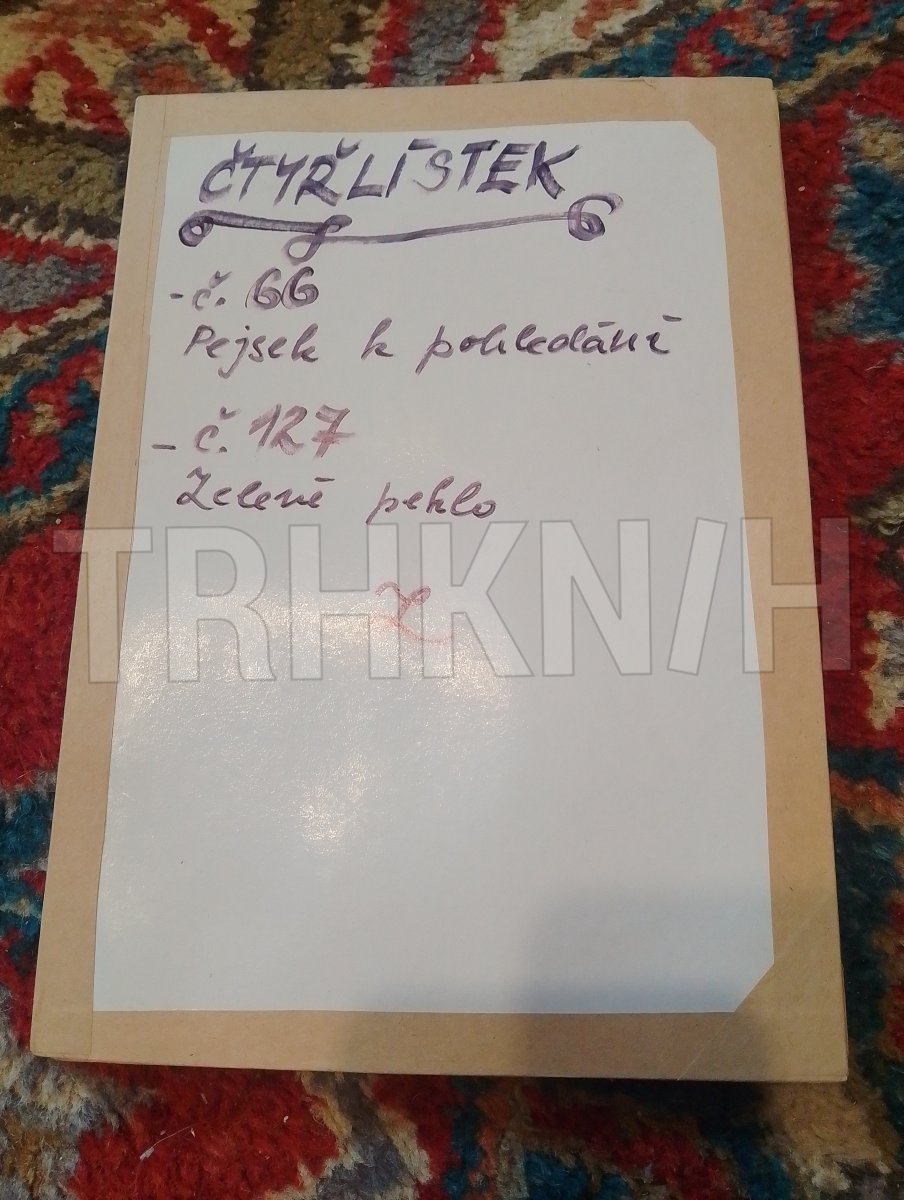 ČTYŘLÍSTEK
- č. 66
Pejsek k pohledání
- č. 127
Zelené peklo
TRHKNIH